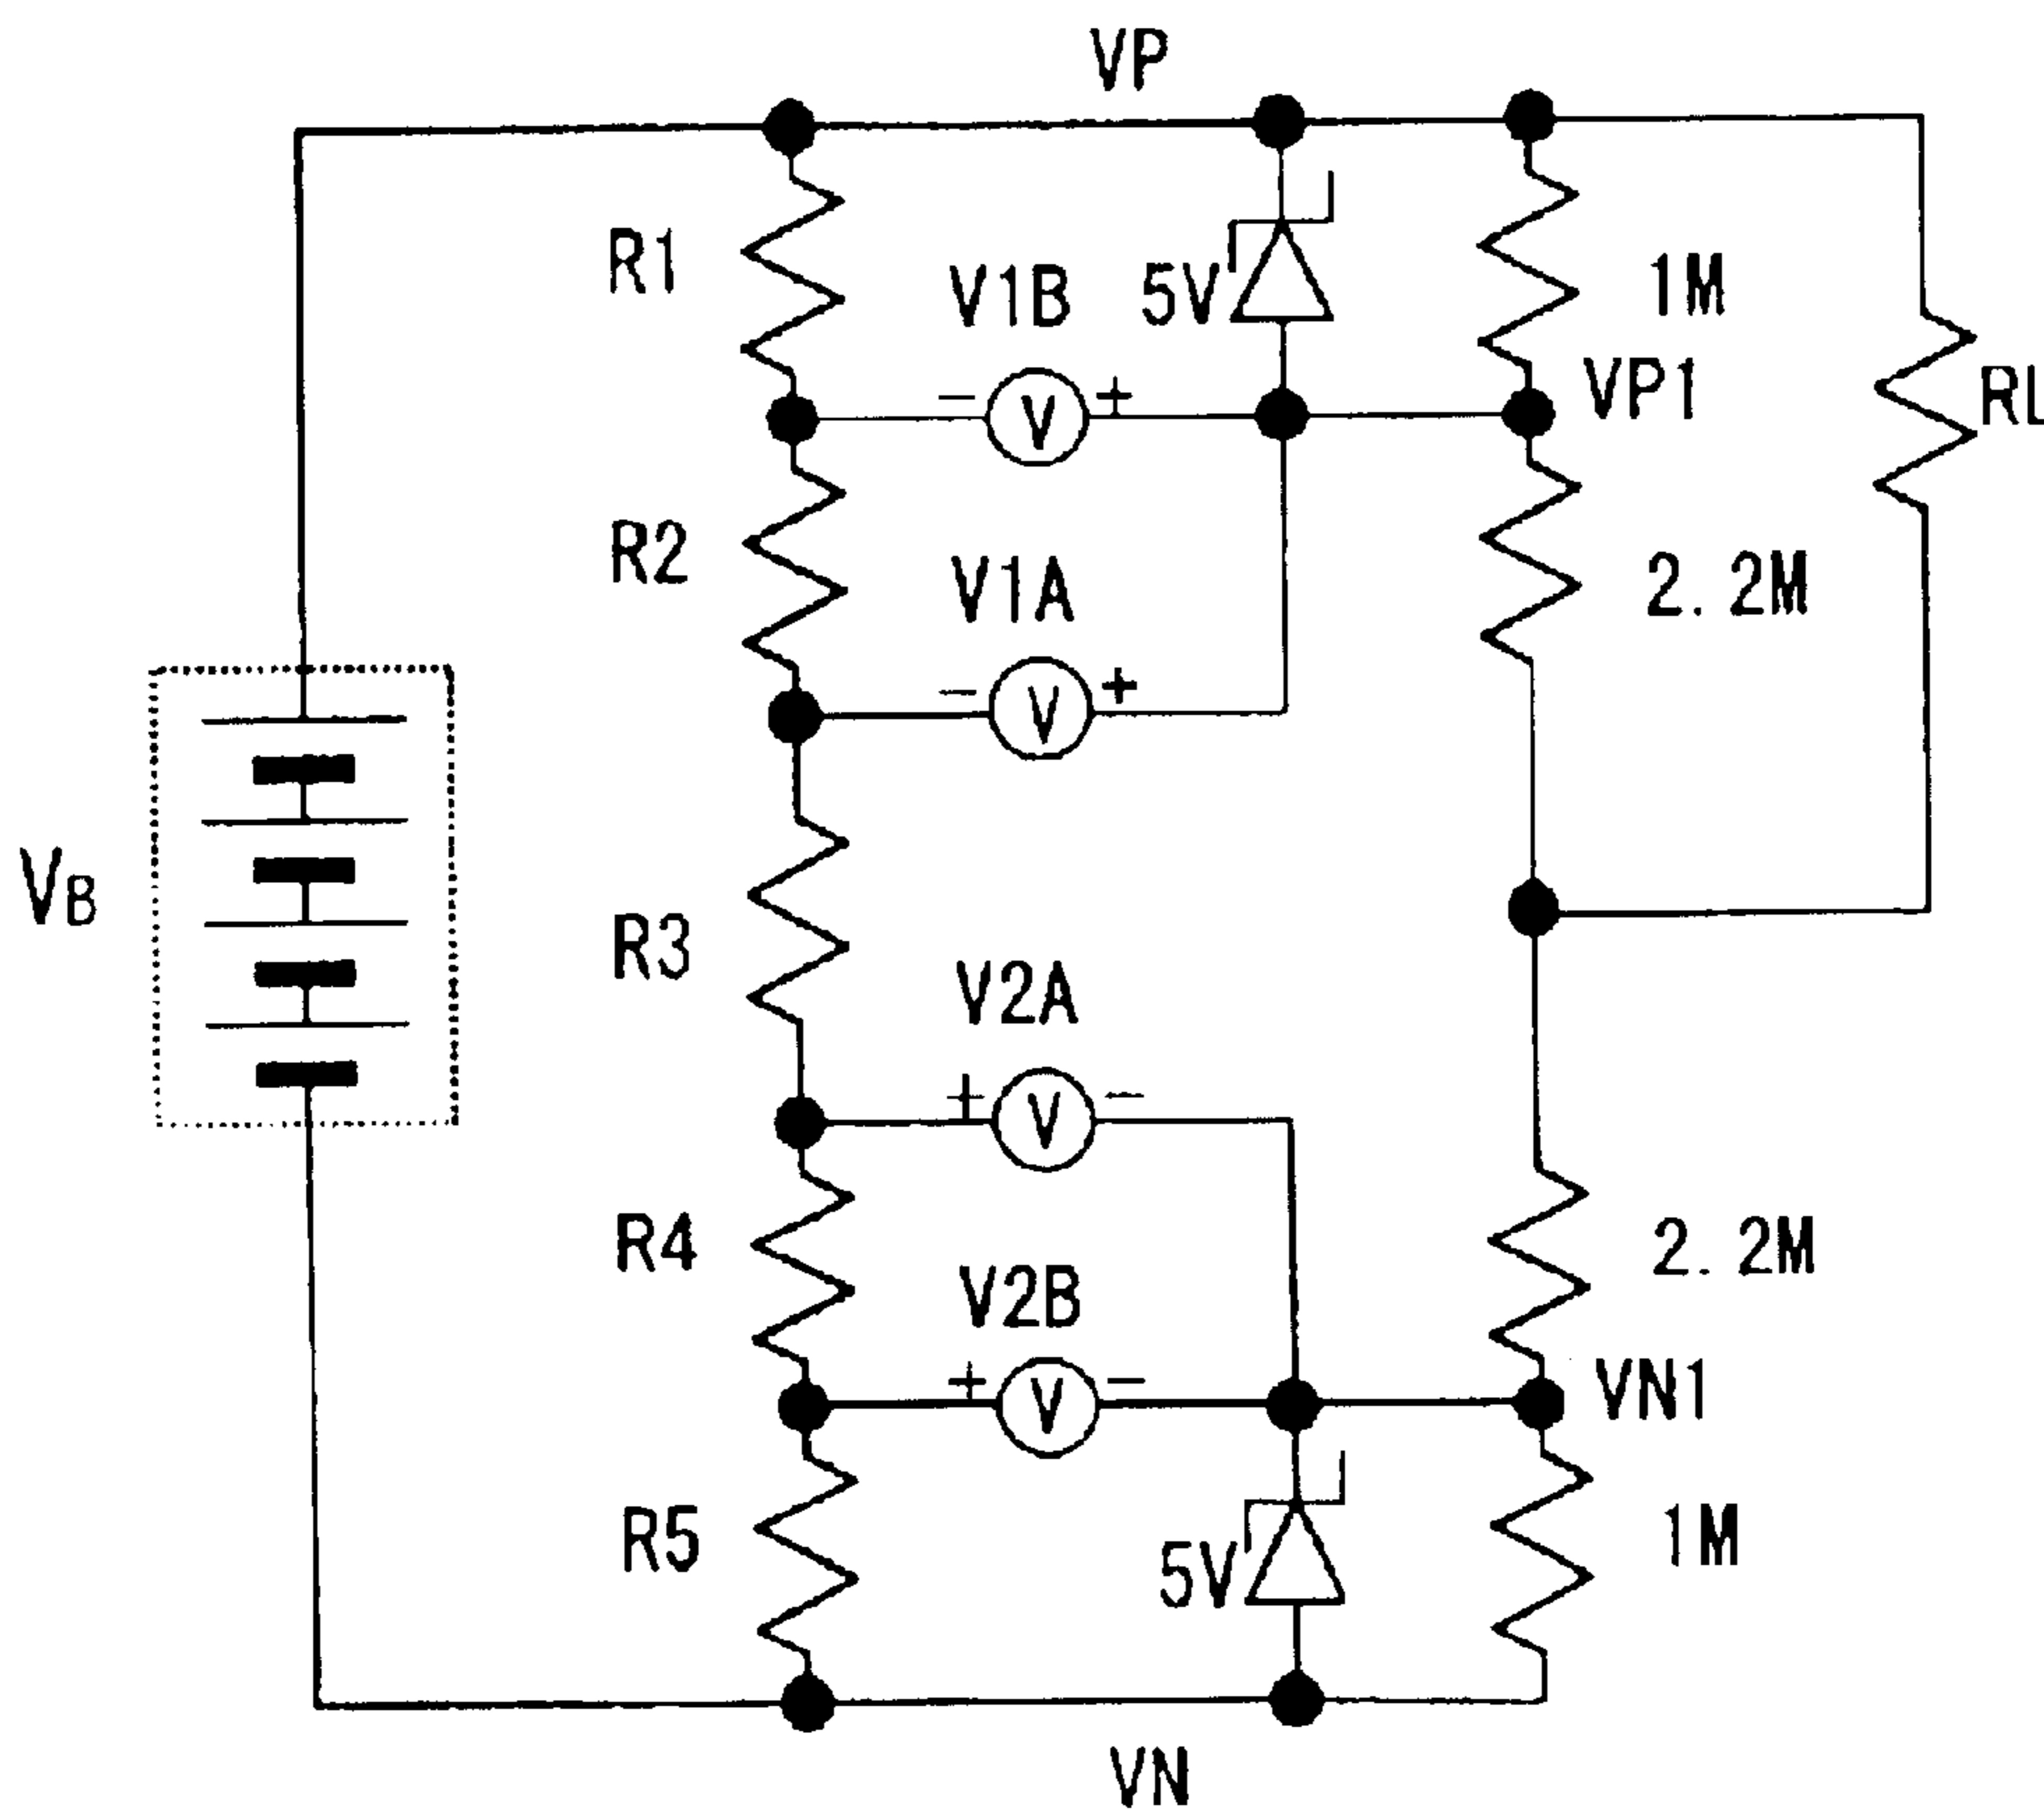 VP
R1
V1B
5V
1M
- V +
VP1
RL
R2
V1A
2. 2M
- V +
VB
R3
V2A
+ V -
R4
2. 2M
V2B
VN1
+ V -
R5
5V
1M
VN